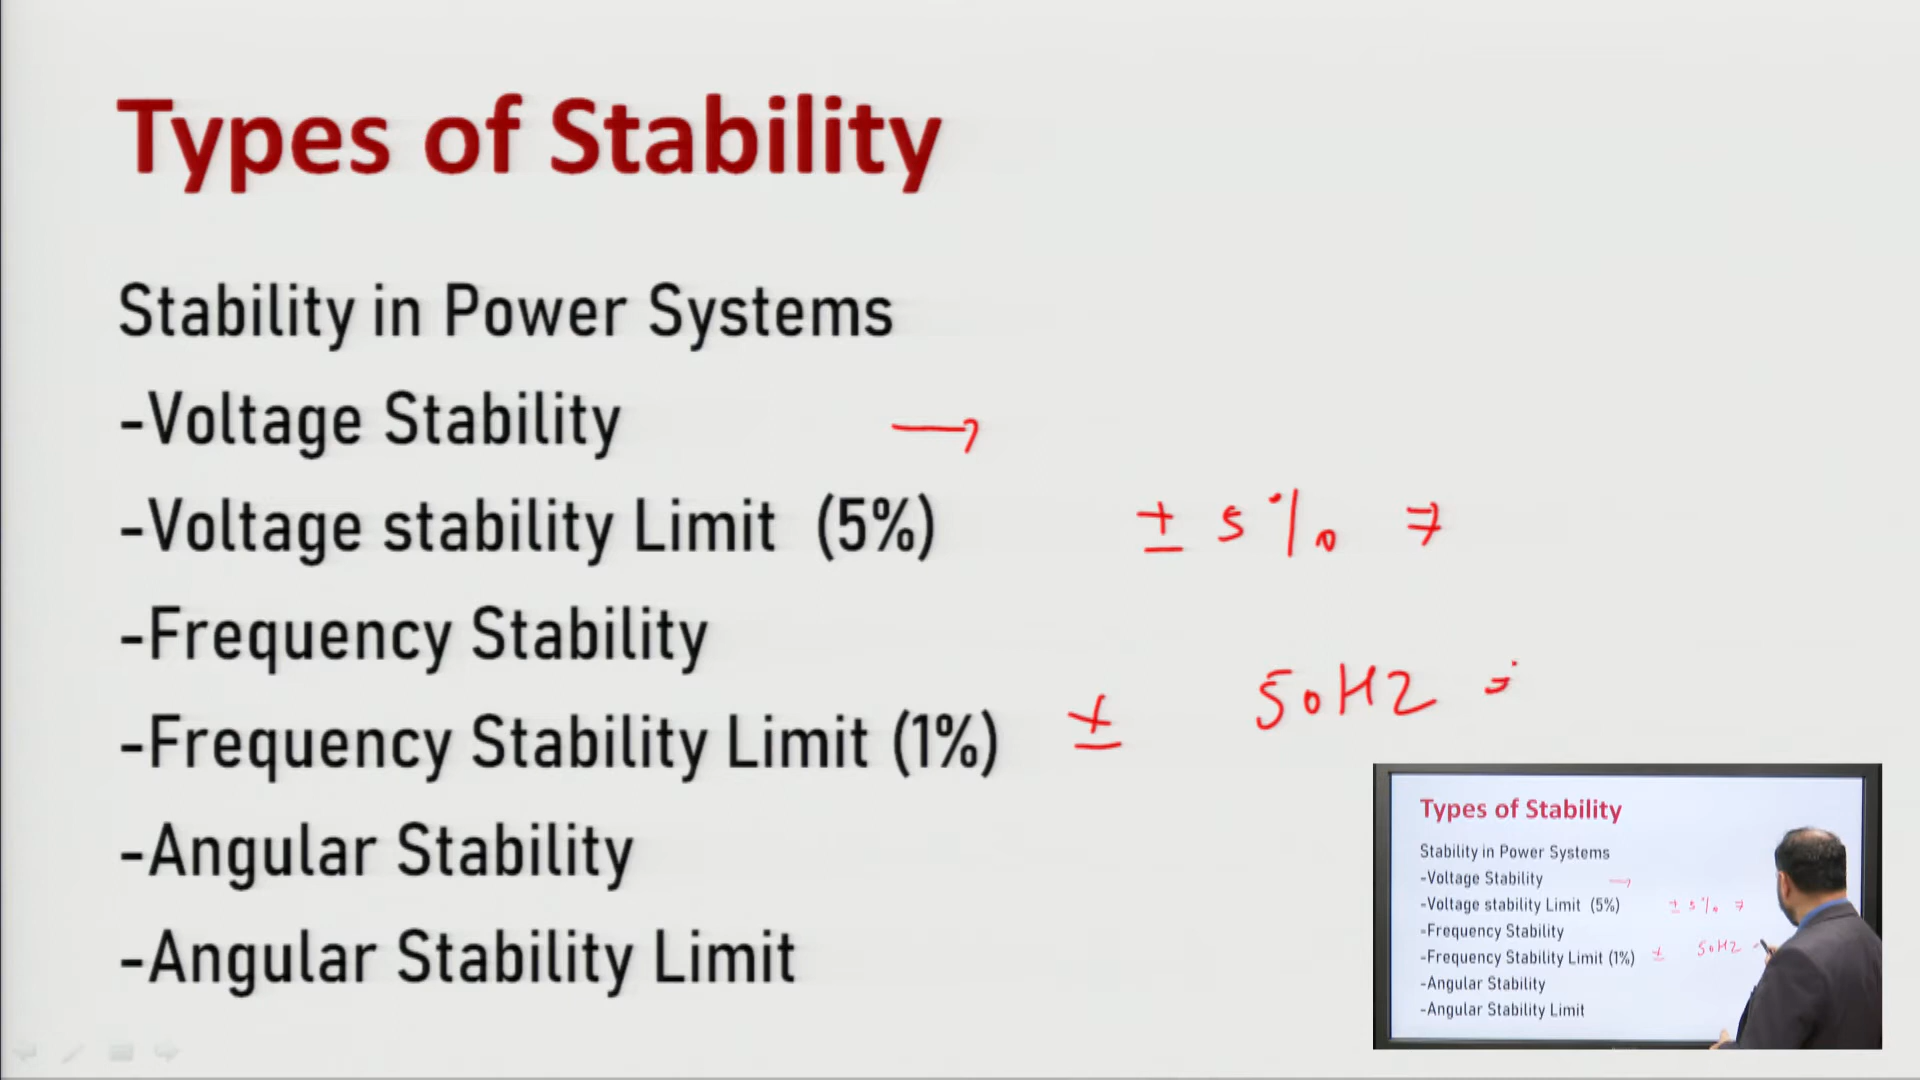 Types of Stability
Stability in Power Systems
-Voltage Stability →
-Voltage stability Limit (5%) ± 5% →
-Frequency Stability
-Frequency Stability Limit (1%) ± 50HZ
-Angular Stability
-Angular Stability Limit
Types of Stability
Stability in Power Systems
-Voltage Stability →
-Voltage stability Limit (5%) ± 5% →
-Frequency Stability
-Frequency Stability Limit (1%) ± 50HZ
-Angular Stability
-Angular Stability Limit